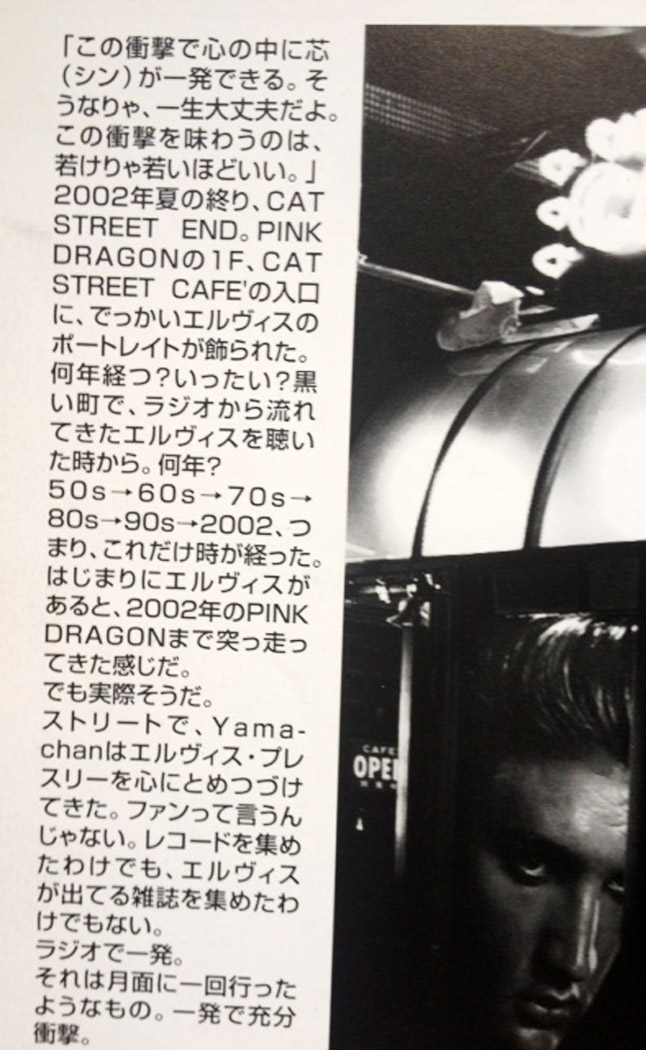 「この衝撃で心の中に芯
（シン）が一発できる。そ
うなりゃ、一生大丈夫だよ。
この衝撃を味わうのは、
若けりゃ若いほどいい。」
2002年夏の終り、CAT
STREET END。PINK
DRAGONの1F、CAT
STREET CAFE'の入口
に、でっかいエルヴィスの
ポートレイトが飾られた。
何年経つ？いったい？黒
い町で、ラジオから流れ
てきたエルヴィスを聴い
た時から。何年？
50s→60s→70s→
80s→90s→2002、つ
まり、これだけ時が経った。
はじまりにエルヴィスが
あると、2002年のPINK
DRAGONまで突っ走っ
てきた感じだ。
でも実際そうだ。
ストリートで、Yama-
chanはエルヴィス・プレ
スリーを心にとめつづけ
てきた。ファンって言うん
じゃない。レコードを集め
たわけでも、エルヴィス
が出てる雑誌を集めたわ
けでもない。
ラジオで一発。
それは月面に一回行った
ようなもの。一発で充分
衝撃。
CAFE'
OPE